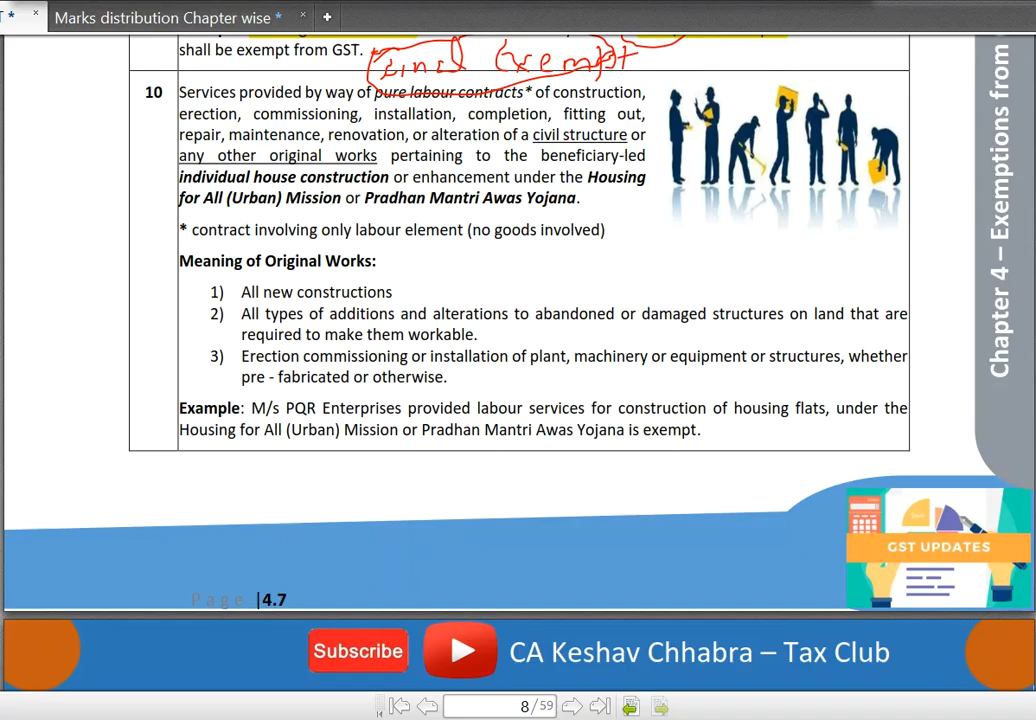 Marks distribution Chapter wise *
shall be exempt from GST.
Exempt
10
Services provided by way of pure labour contracts* of construction,
erection, commissioning, installation, completion, fitting out,
repair, maintenance, renovation, or alteration of a civil structure or
any other original works pertaining to the beneficiary-led
individual house construction or enhancement under the Housing
for All (Urban) Mission or Pradhan Mantri Awas Yojana.
* contract involving only labour element (no goods involved)
Meaning of Original Works:
1) All new constructions
2) All types of additions and alterations to abandoned or damaged structures on land that are
required to make them workable.
3) Erection commissioning or installation of plant, machinery or equipment or structures, whether
pre - fabricated or otherwise.
Example: M/s PQR Enterprises provided labour services for construction of housing flats, under the
Housing for All (Urban) Mission or Pradhan Mantri Awas Yojana is exempt.
Chapter 4 – Exemptions from
GST UPDATES
Page |4.7
Subscribe
CA Keshav Chhabra – Tax Club
8/59